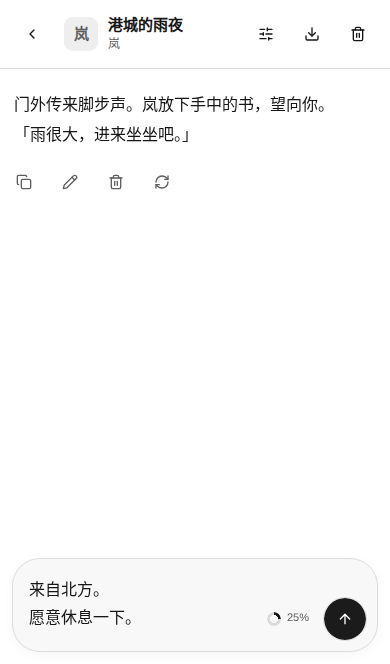 岚
港城的雨夜
岚
门外传来脚步声。岚放下手中的书，望向你。
「雨很大，进来坐坐吧。」
来自北方。
愿意休息一下。
25%